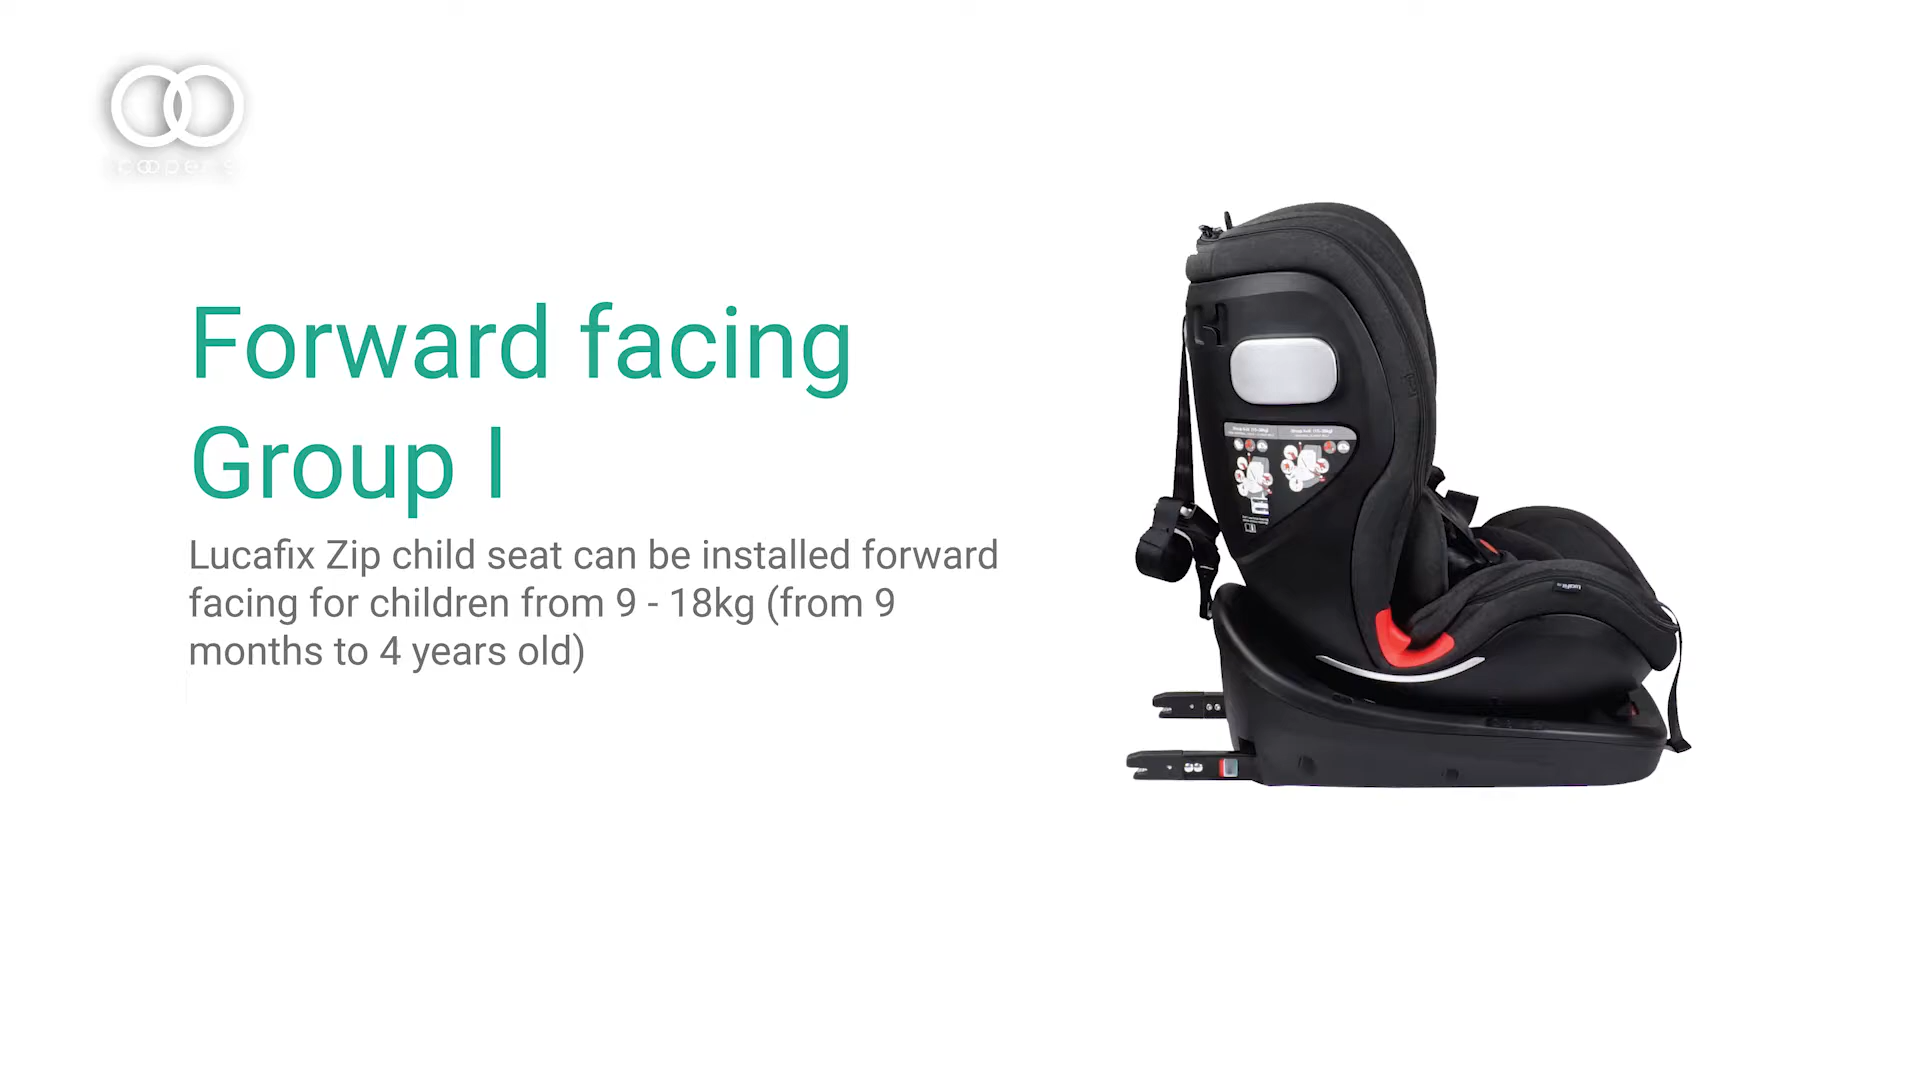 coopers
Forward facing
Group I
Lucafix Zip child seat can be installed forward
facing for children from 9 - 18kg (from 9
months to 4 years old)